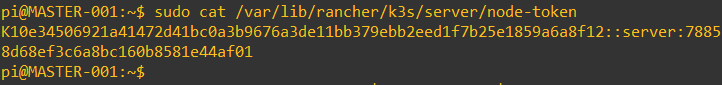 pi@MASTER-001:~$ sudo cat /var/lib/rancher/k3s/server/node-token
K10e34506921a41472d41bc0a3b9676a3de11bb379ebb2eed1f7b25e1859a6a8f12::server:7885
8d68ef3c6a8bc160b8581e44af01
pi@MASTER-001:~$